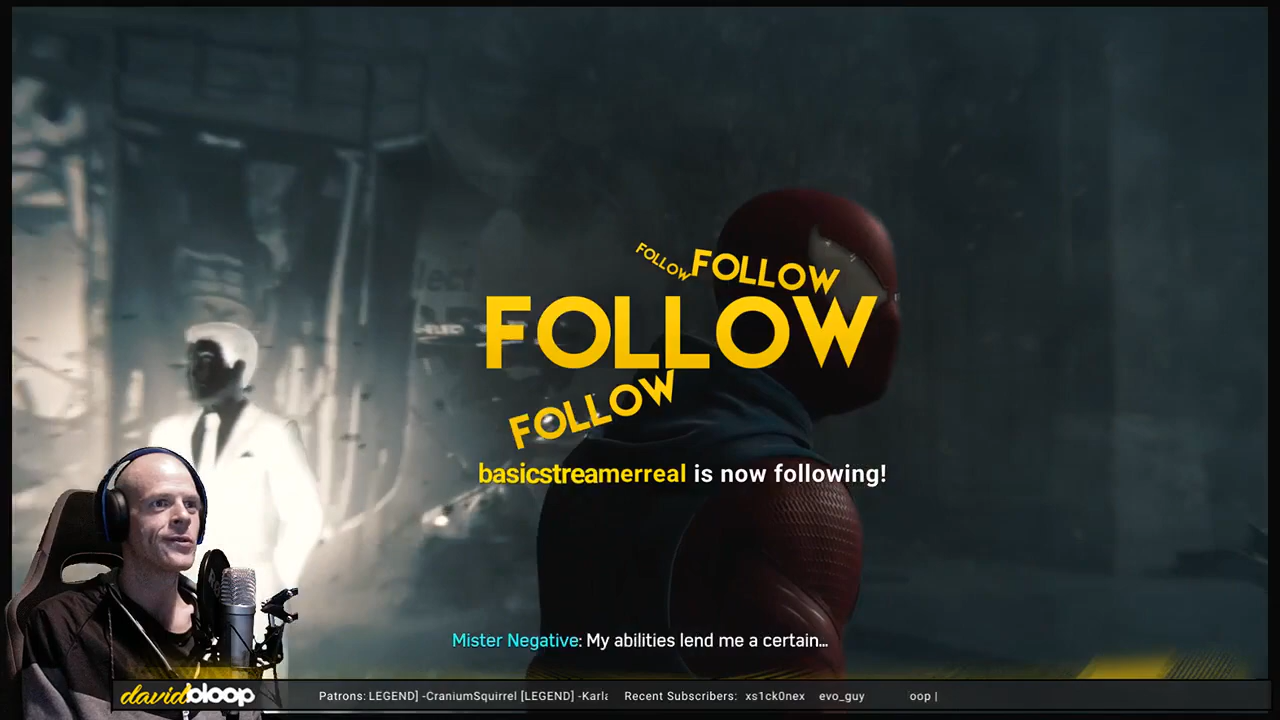 FOLLOW
FOLLOW
FOLLOW
FOLLOW
basicstreamerreal is now following!
Mister Negative: My abilities lend me a certain...
davidbloop
Patrons: LEGEND] -CraniumSquirrel [LEGEND] -Karla
Recent Subscribers: xs1ck0nex evo_guy oop |